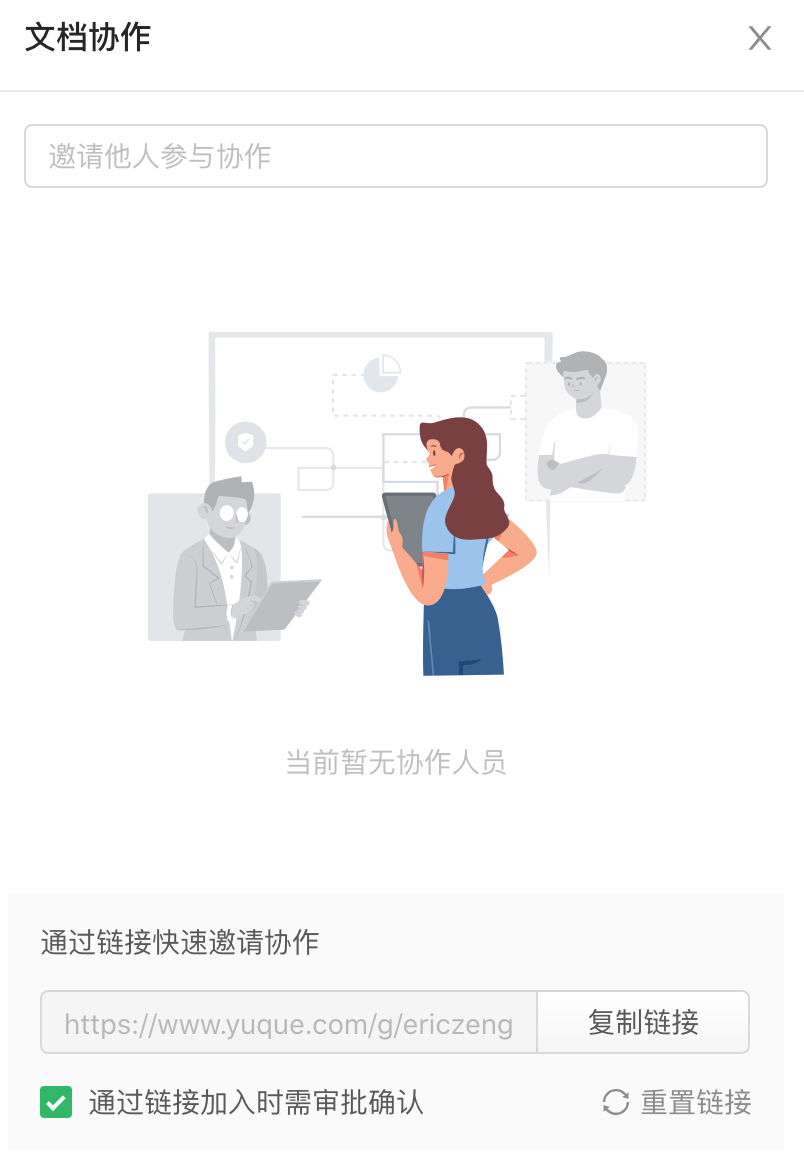 文档协作
邀请他人参与协作
当前暂无协作人员
通过链接快速邀请协作
https://www.yuque.com/g/ericzeng
复制链接
通过链接加入时需审批确认
重置链接